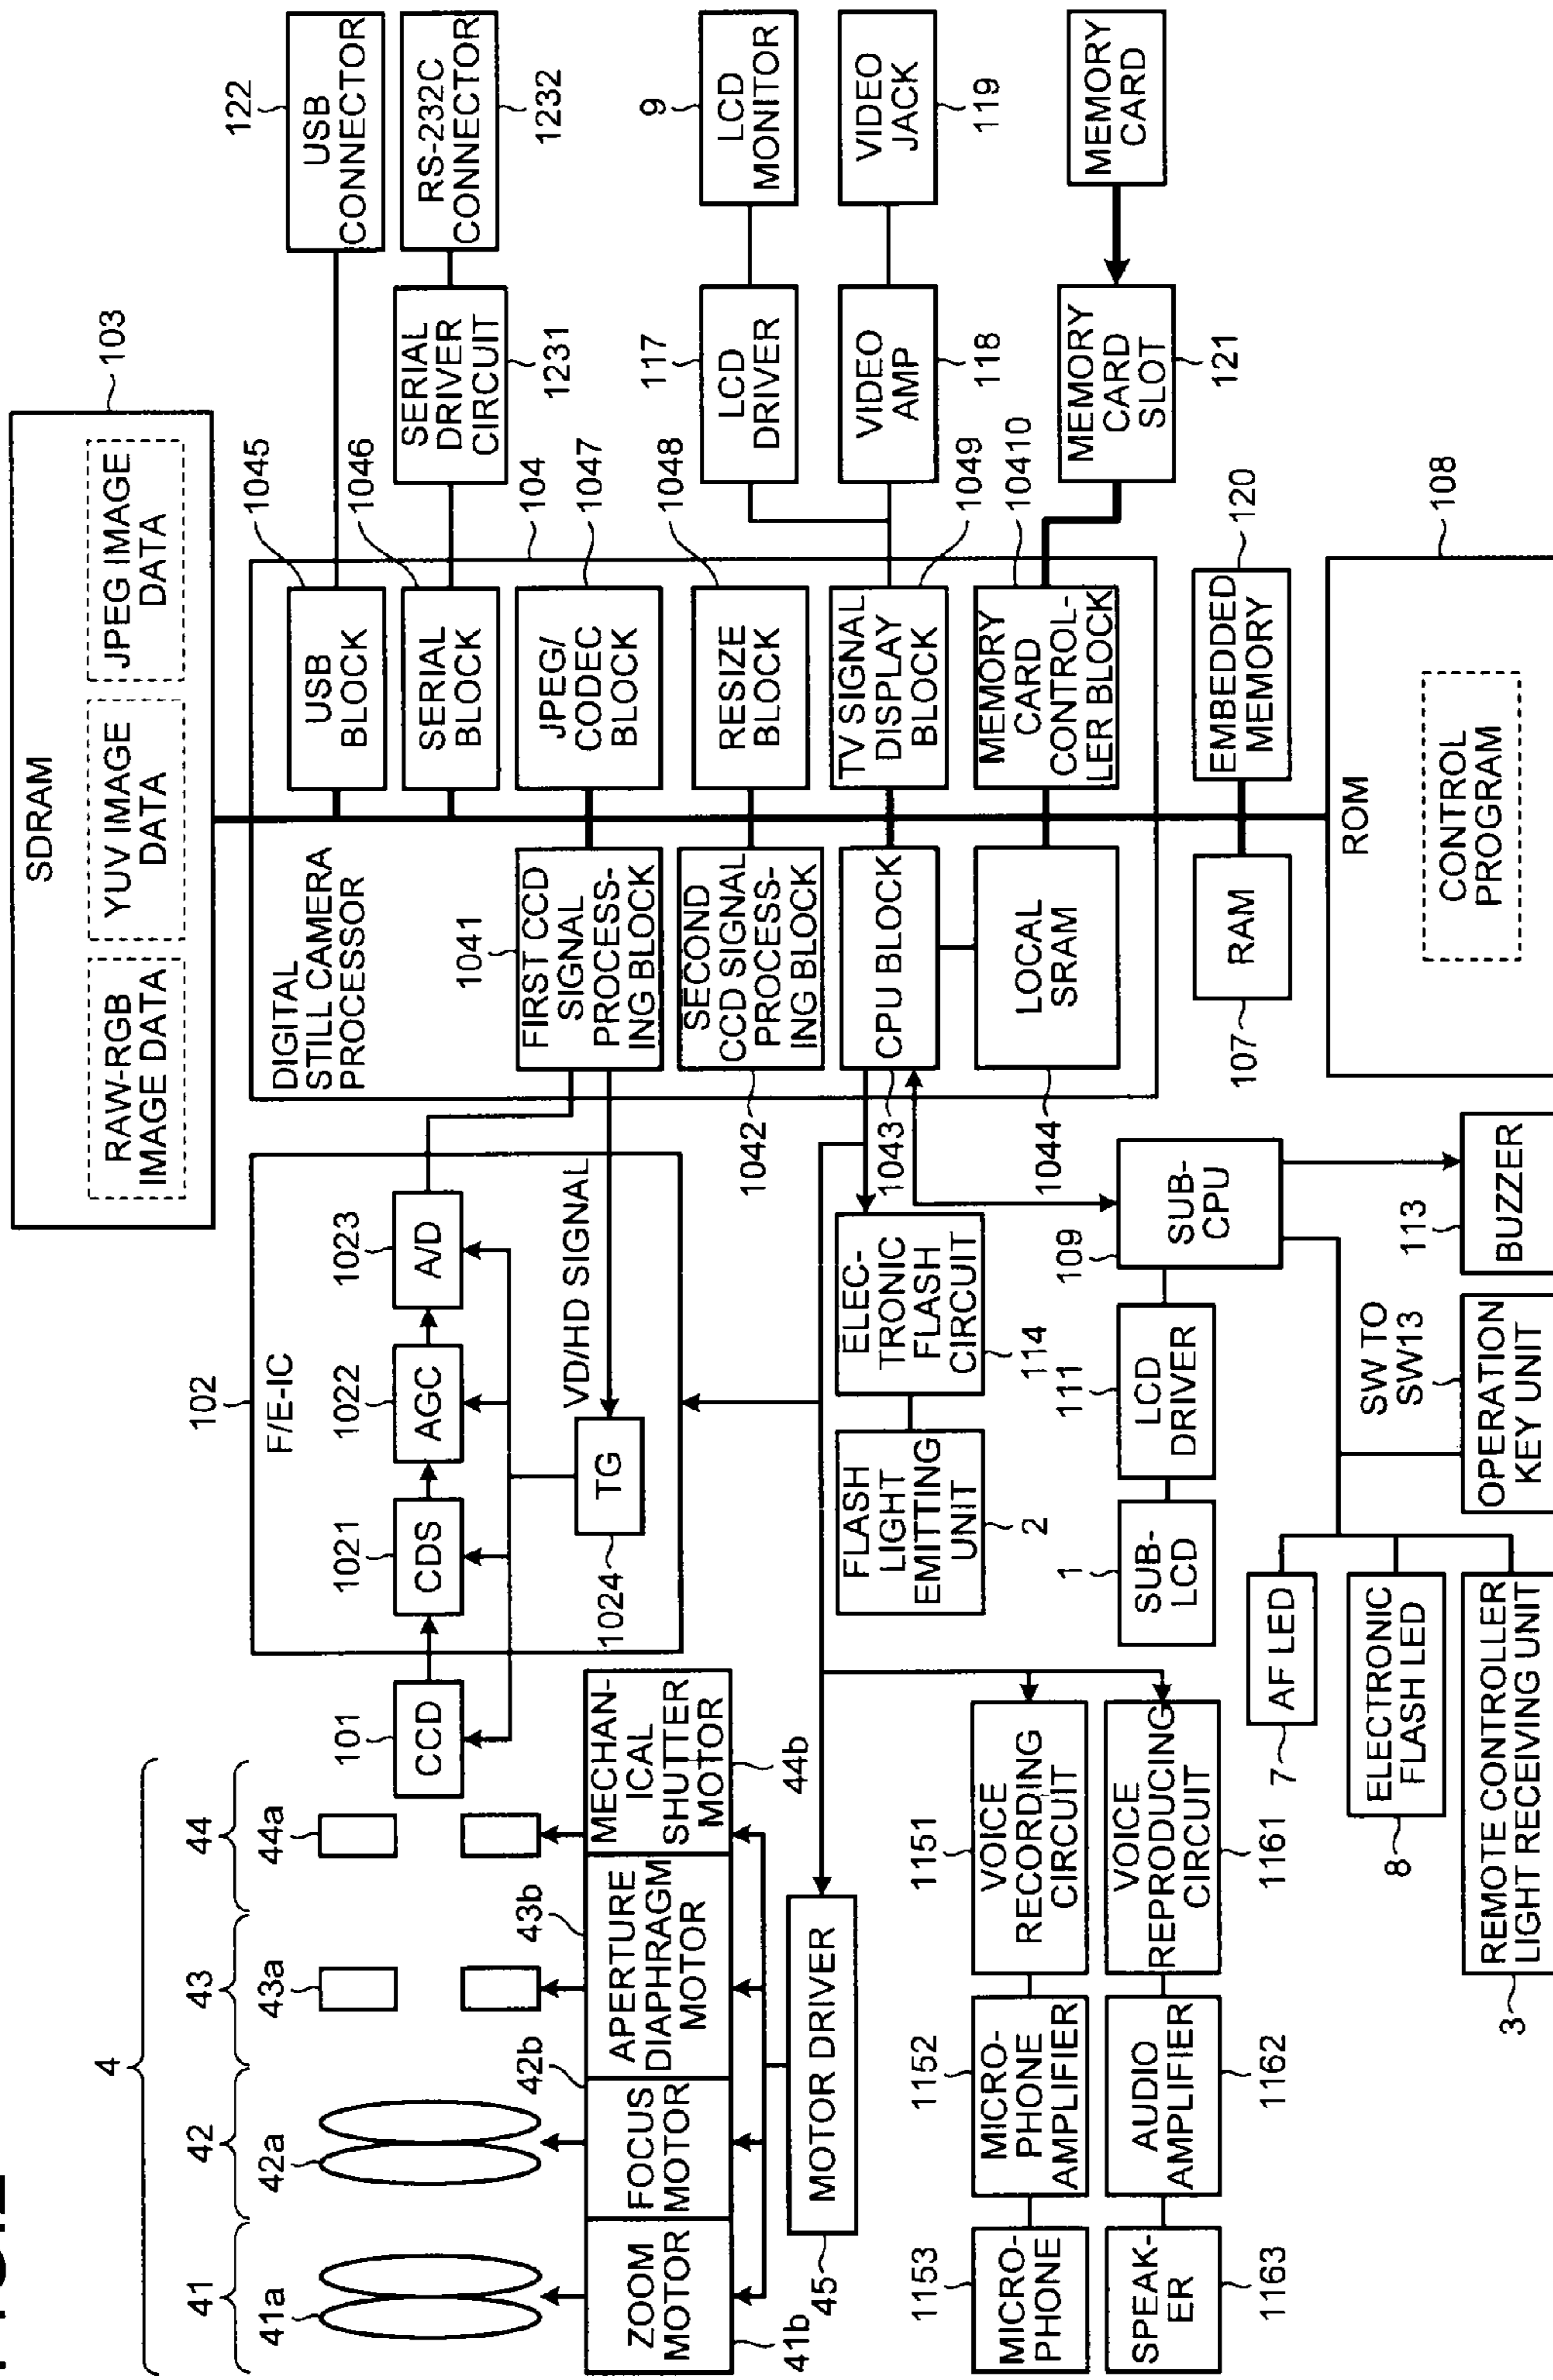 SDRAM
103
RAW-RGB
IMAGE DATA
YUV IMAGE
DATA
JPEG IMAGE
DATA
4
41
42
43
44
41a
42a
43a
44a
101
CCD
102
F/E-IC
1021
CDS
1022
AGC
1023
A/D
1024
TG
VD/HD SIGNAL
ZOOM
MOTOR
41b
FOCUS
MOTOR
42b
APERTURE
DIAPHRAGM
MOTOR
43b
MECHAN-
ICAL
SHUTTER
MOTOR
44b
MOTOR DRIVER
45
DIGITAL
STILL CAMERA
PROCESSOR
104
1041
FIRST CCD
SIGNAL
PROCESS-
ING BLOCK
SECOND
CCD SIGNAL
PROCESS-
ING BLOCK
1042
CPU BLOCK
1043
LOCAL
SRAM
1044
USB
BLOCK
1045
SERIAL
BLOCK
1046
JPEG/
CODEC
BLOCK
1047
RESIZE
BLOCK
1048
TV SIGNAL
DISPLAY
BLOCK
1049
MEMORY
CARD
CONTROL-
LER BLOCK
10410
122
USB
CONNECTOR
SERIAL
DRIVER
CIRCUIT
1231
RS-232C
CONNECTOR
1232
117
LCD
DRIVER
9
LCD
MONITOR
VIDEO
AMP
118
VIDEO
JACK
119
MEMORY
CARD
SLOT
121
MEMORY
CARD
FLASH
LIGHT
EMITTING
UNIT
2
ELEC-
TRONIC
FLASH
CIRCUIT
114
1153
MICRO-
PHONE
1152
MICRO-
PHONE
AMPLIFIER
1151
VOICE
RECORDING
CIRCUIT
SPEAK-
ER
1163
AUDIO
AMPLIFIER
1162
VOICE
REPRODUCING
CIRCUIT
1161
1
SUB-
LCD
111
LCD
DRIVER
109
SUB-
CPU
RAM
107
EMBEDDED
MEMORY
120
ROM
108
CONTROL
PROGRAM
AF LED
7
ELECTRONIC
FLASH LED
8
REMOTE CONTROLLER
LIGHT RECEIVING UNIT
3
SW TO
SW13
OPERATION
KEY UNIT
113
BUZZER